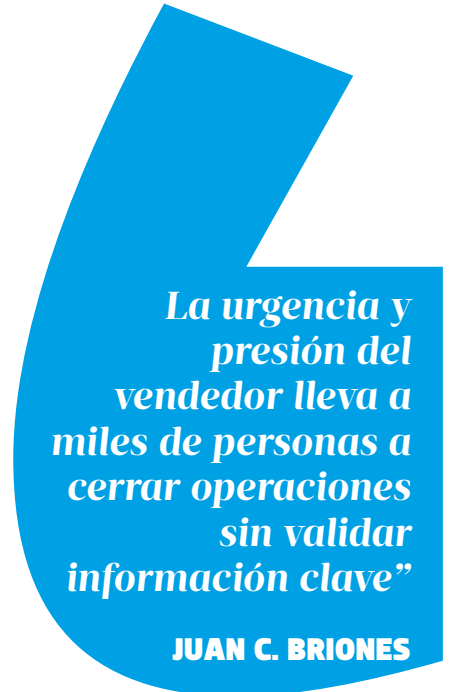 La urgencia y
presión del
vendedor lleva a
miles de personas a
cerrar operaciones
sin validar
información clave”
JUAN C. BRIONES